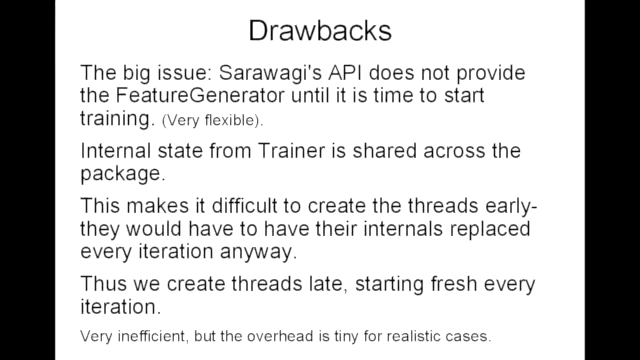 Drawbacks
The big issue: Sarawagi's API does not provide
the FeatureGenerator until it is time to start
training. (Very flexible).
Internal state from Trainer is shared across the
package.
This makes it difficult to create the threads early-
they would have to have their internals replaced
every iteration anyway.
Thus we create threads late, starting fresh every
iteration.
Very inefficient, but the overhead is tiny for realistic cases.